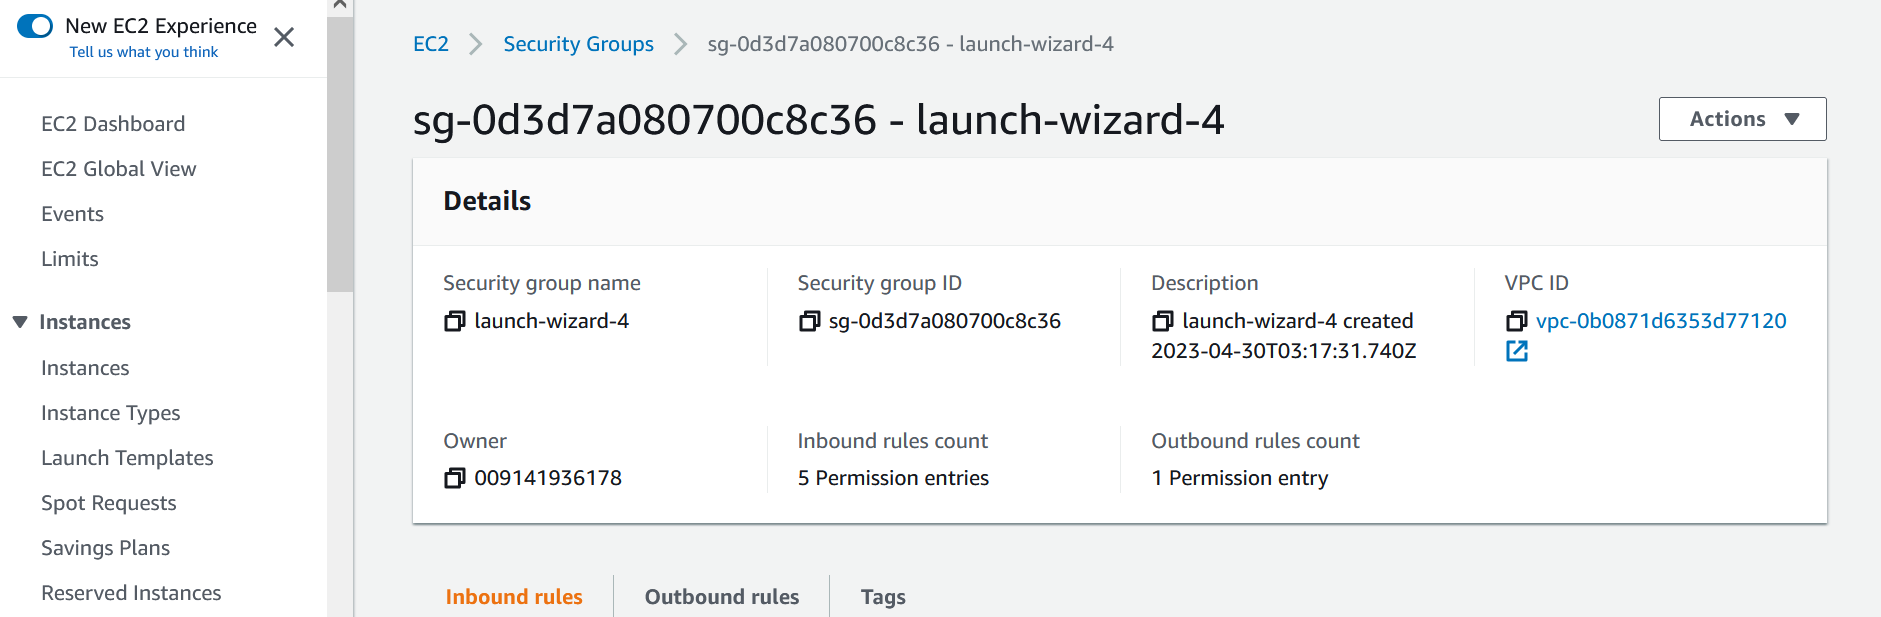 New EC2 Experience
Tell us what you think
EC2 Dashboard
EC2 Global View
Events
Limits
Instances
Instances
Instance Types
Launch Templates
Spot Requests
Savings Plans
Reserved Instances
EC2 Security Groups sg-0d3d7a080700c8c36 - launch-wizard-4
sg-0d3d7a080700c8c36 - launch-wizard-4
Actions
Details
Security group name
launch-wizard-4
Security group ID
sg-0d3d7a080700c8c36
Description
launch-wizard-4 created
2023-04-30T03:17:31.740Z
VPC ID
vpc-0b0871d6353d77120
Owner
009141936178
Inbound rules count
5 Permission entries
Outbound rules count
1 Permission entry
Inbound rules
Outbound rules
Tags